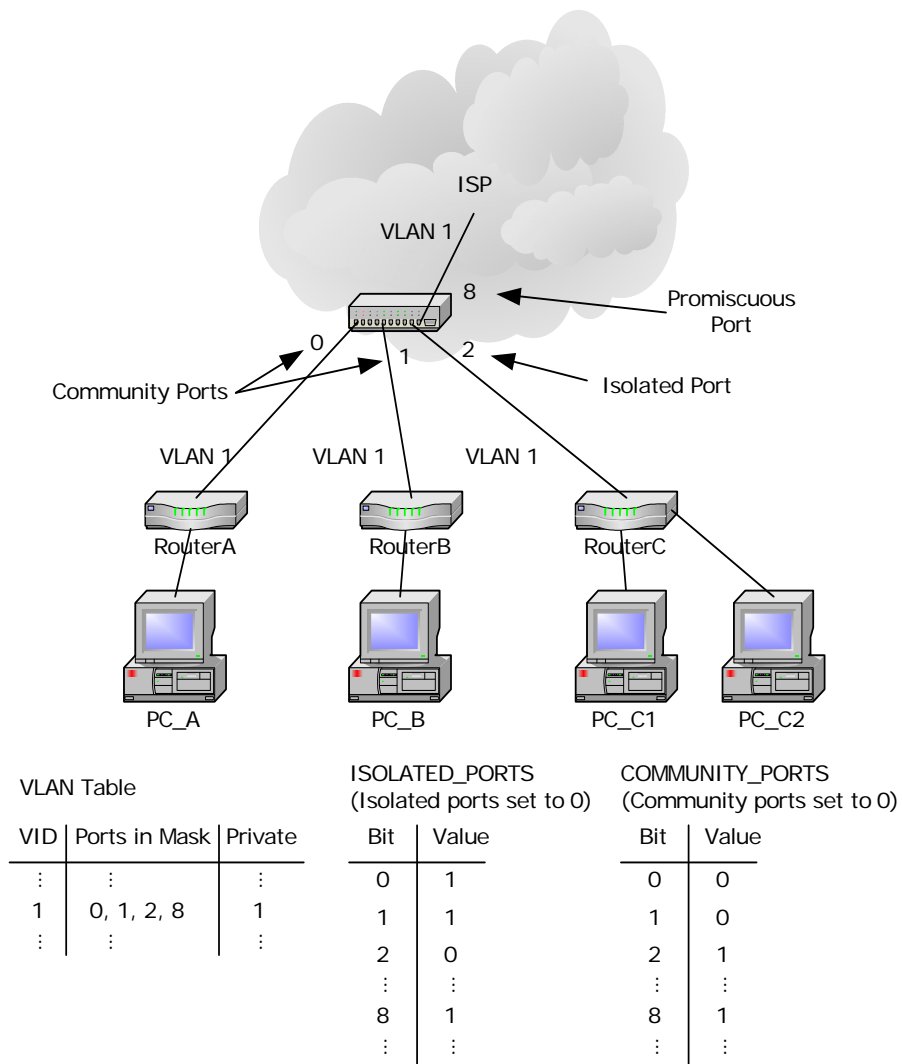 ISP
VLAN 1
8
Promiscuous
Port
0
1
2
Community Ports
Isolated Port
VLAN 1
VLAN 1
VLAN 1
RouterA
RouterB
RouterC
PC_A
PC_B
PC_C1
PC_C2
VLAN Table
VID Ports in Mask Private
⋮ ⋮ ⋮
1 0, 1, 2, 8 1
⋮ ⋮ ⋮
ISOLATED_PORTS
(Isolated ports set to 0)
Bit Value
0 1
1 1
2 0
⋮ ⋮
8 1
⋮ ⋮
COMMUNITY_PORTS
(Community ports set to 0)
Bit Value
0 0
1 0
2 1
⋮ ⋮
8 1
⋮ ⋮